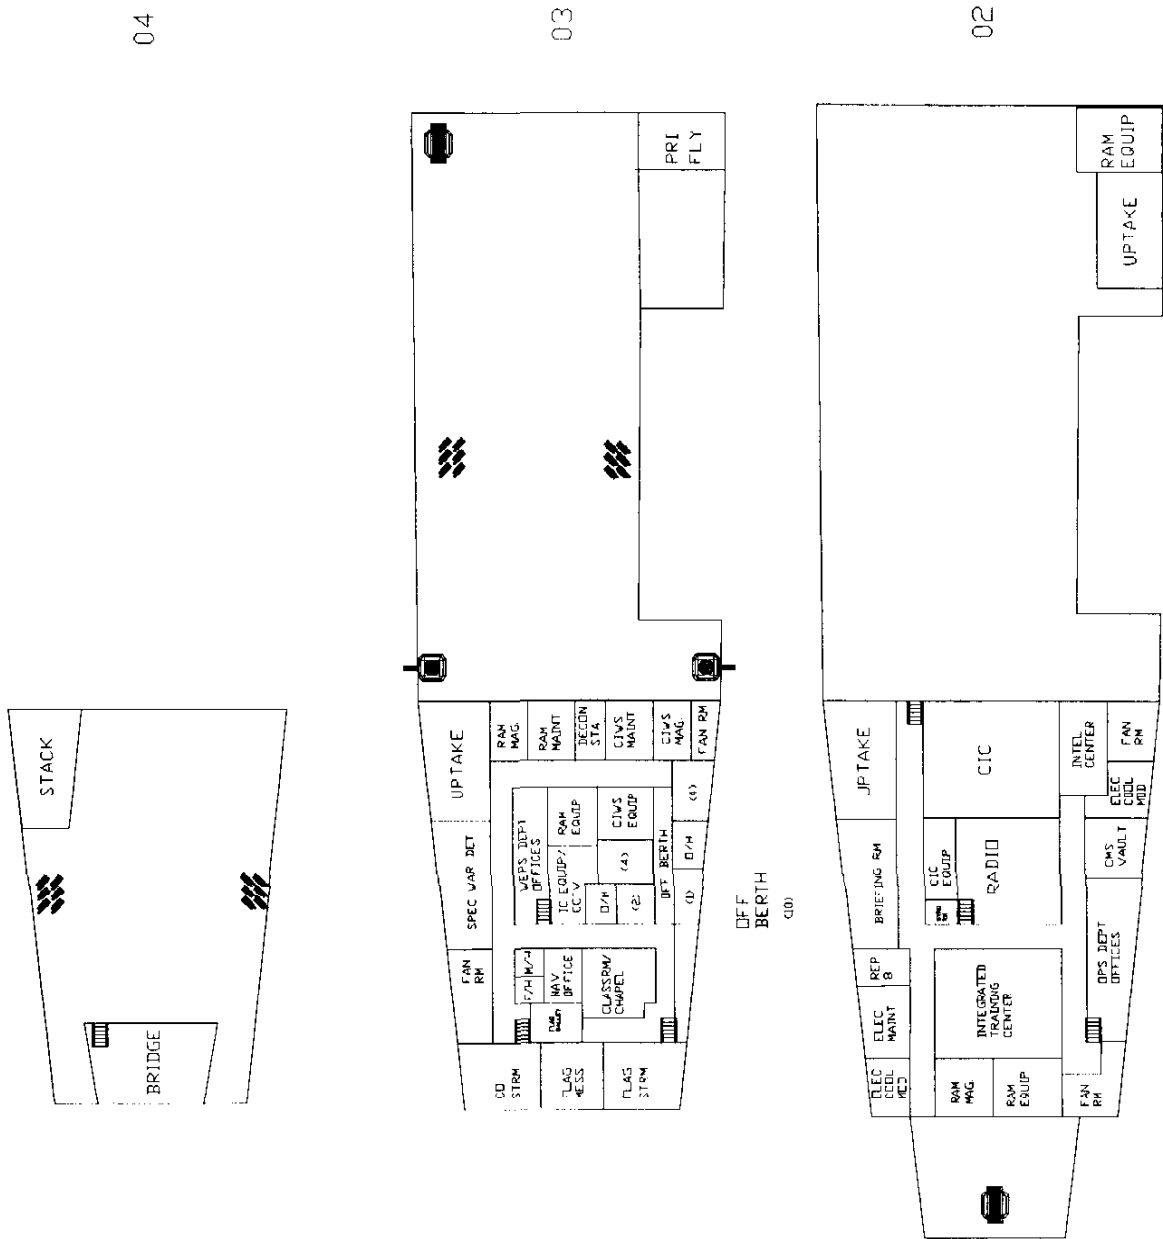 04
STACK
BRIDGE
03
PRI
FLY
UPTAKE
RAM
MAG.
RAM
MAINT
DECON
STA
CIWS
MAINT
CIWS
MAG.
FAN RM
SPEC WAR DET
WEPS DEPT
OFFICES
RAM
EQUIP
CIWS
EQUIP
IC EQUIP/
CCTV
(4)
O/H
(2)
OFF BERTH
(4)
O/H
(1)
FAN
RM
F/H
M/H
NAV
OFFICE
CLASSRM/
CHAPEL
CO
STRM
FLAG
MESS
FLAG
STRM
OFF
BERTH
(10)
02
RAM
EQUIP
UPTAKE
UPTAKE
CIC
INTEL
CENTER
FAN
RM
ELEC
COOL
MOD
BRIEFING RM
CIC
EQUIP
RADIO
CMS
VAULT
REP
8
OPS DEPT
OFFICES
ELEC
MAINT
INTEGRATED
TRAINING
CENTER
ELEC
COOL
MOD
RAM
MAG.
RAM
EQUIP
FAN
RM